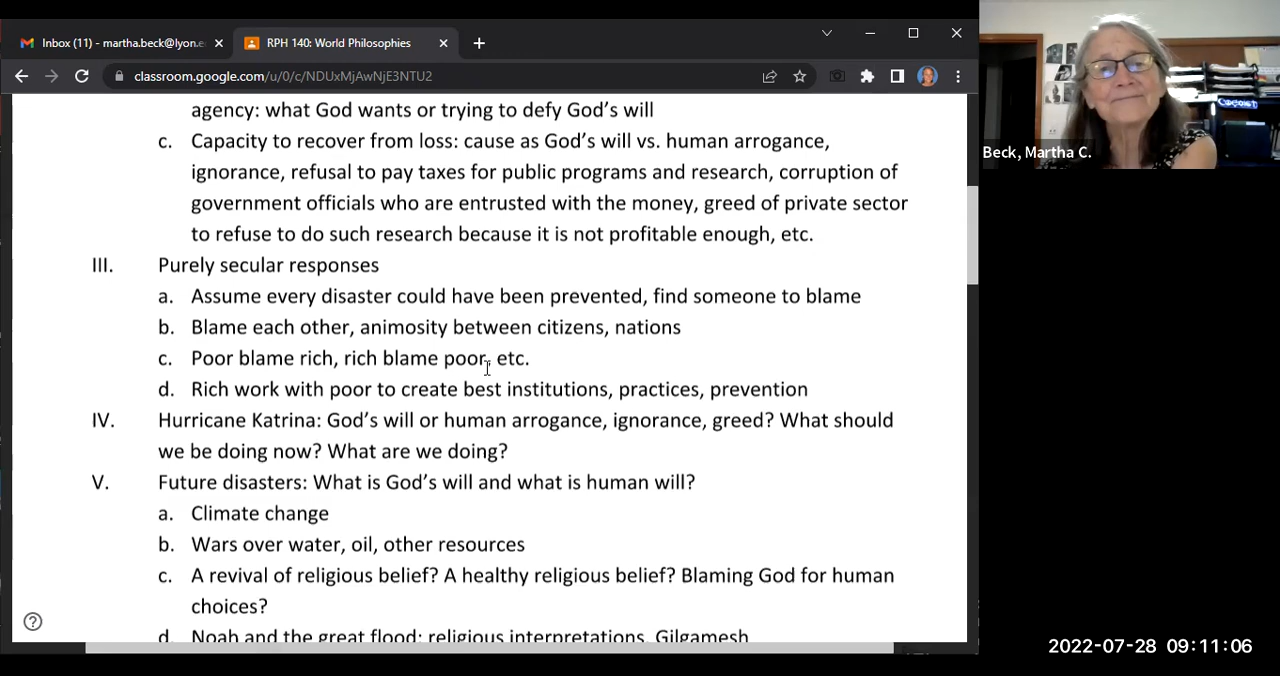 Inbox (11) - martha.beck@lyon.e
RPH 140: World Philosophies
classroom.google.com/u/0/c/NDUxMjAwNjE3NTU2
agency: what God wants or trying to defy God's will
c. Capacity to recover from loss: cause as God's will vs. human arrogance,
ignorance, refusal to pay taxes for public programs and research, corruption of
government officials who are entrusted with the money, greed of private sector
to refuse to do such research because it is not profitable enough, etc.
III. Purely secular responses
a. Assume every disaster could have been prevented, find someone to blame
b. Blame each other, animosity between citizens, nations
c. Poor blame rich, rich blame poor, etc.
d. Rich work with poor to create best institutions, practices, prevention
IV. Hurricane Katrina: God's will or human arrogance, ignorance, greed? What should
we be doing now? What are we doing?
V. Future disasters: What is God's will and what is human will?
a. Climate change
b. Wars over water, oil, other resources
c. A revival of religious belief? A healthy religious belief? Blaming God for human
choices?
d. Noah and the great flood: religious interpretations, Gilgamesh
Beck, Martha C.
2022-07-28 09:11:06